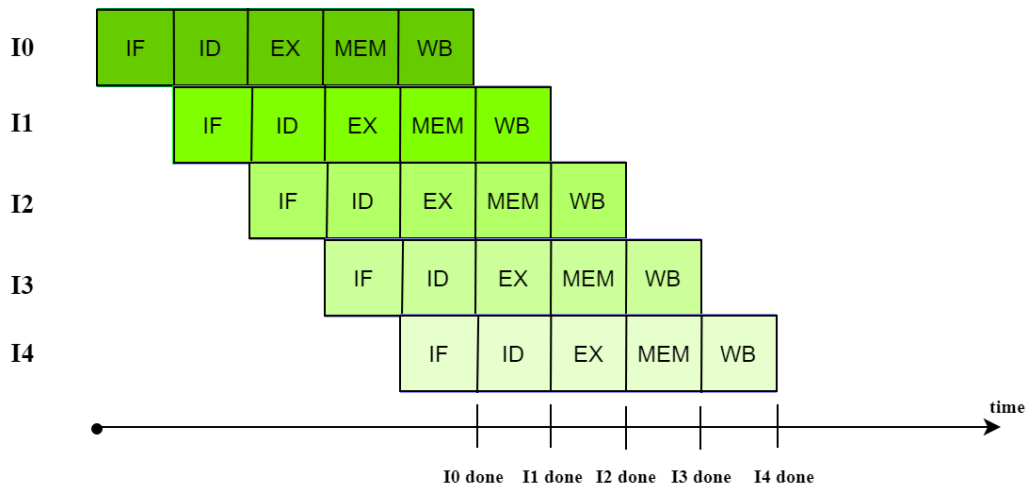 I0 IF ID EX MEM WB
I1 IF ID EX MEM WB
I2 IF ID EX MEM WB
I3 IF ID EX MEM WB
I4 IF ID EX MEM WB
time
I0 done I1 done I2 done I3 done I4 done